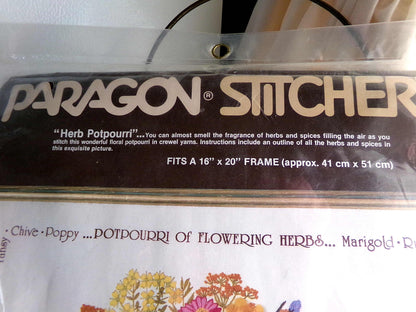 PARAGON® STITCHER
"Herb Potpourri"...You can almost smell the fragrance of herbs and spices filling the air as you
stitch this wonderful floral potpourri in crewel yarns. Instructions include an outline of all the herbs and spices in
this exquisite picture.
FITS A 16" x 20" FRAME (approx. 41 cm x 51 cm)
· Chive · Poppy ...POTPOURRI OF FLOWERING HERBS... Marigold ·